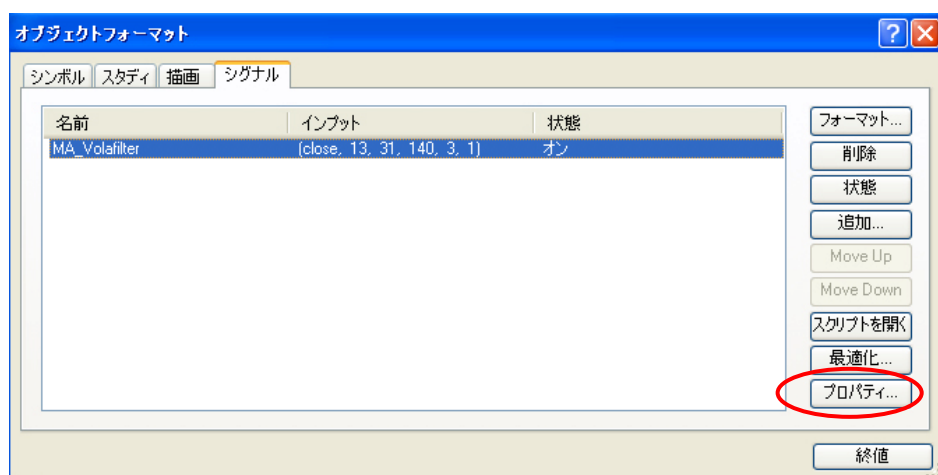 オブジェクトフォーマット
シンボル スタディ 描画 シグナル
名前 インプット 状態
MA_Volafilter (close, 13, 31, 140, 3, 1) オン
フォーマット...
削除
状態
追加...
Move Up
Move Down
スクリプトを開く
最適化...
プロパティ...
終値